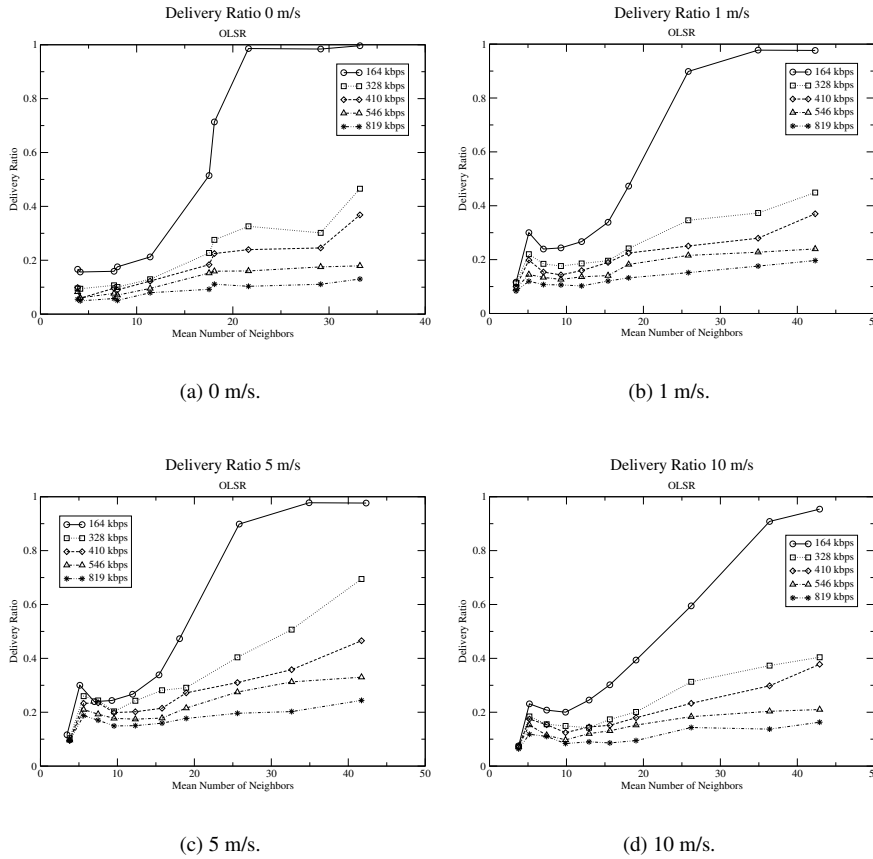 Delivery Ratio 0 m/s
OLSR
1
0.8
0.6
0.4
0.2
0
Delivery Ratio
0
10
20
30
40
Mean Number of Neighbors
164 kbps
328 kbps
410 kbps
546 kbps
819 kbps
(a) 0 m/s.
Delivery Ratio 1 m/s
OLSR
1
0.8
0.6
0.4
0.2
0
Delivery Ratio
0
10
20
30
40
50
Mean Number of Neighbors
164 kbps
328 kbps
410 kbps
546 kbps
819 kbps
(b) 1 m/s.
Delivery Ratio 5 m/s
OLSR
1
0.8
0.6
0.4
0.2
0
Delivery Ratio
0
10
20
30
40
50
Mean Number of Neighbors
164 kbps
328 kbps
410 kbps
546 kbps
819 kbps
(c) 5 m/s.
Delivery Ratio 10 m/s
OLSR
1
0.8
0.6
0.4
0.2
0
Delivery Ratio
0
10
20
30
40
50
Mean Number of Neighbors
164 kbps
328 kbps
410 kbps
546 kbps
819 kbps
(d) 10 m/s.